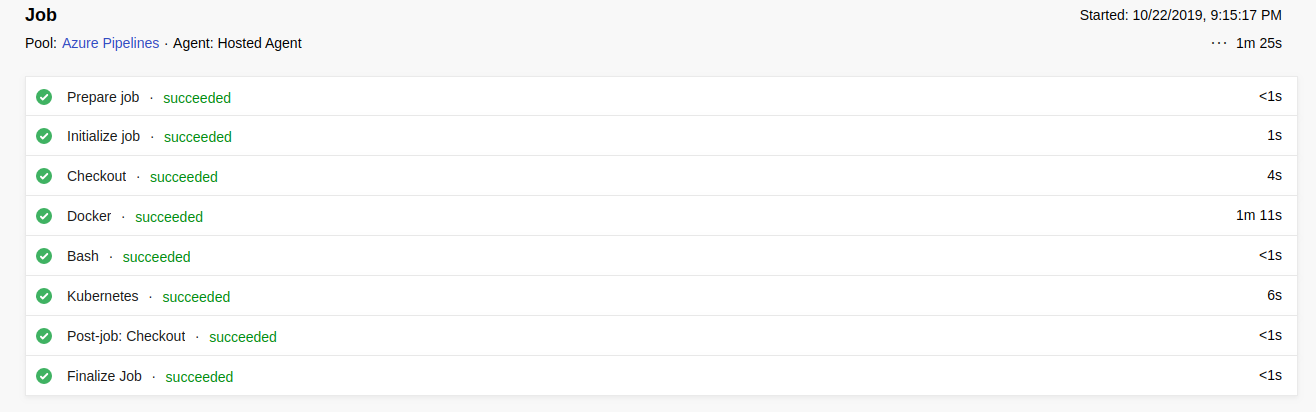 Job Started: 10/22/2019, 9:15:17 PM
Pool: Azure Pipelines · Agent: Hosted Agent ··· 1m 25s
Prepare job · succeeded <1s
Initialize job · succeeded 1s
Checkout · succeeded 4s
Docker · succeeded 1m 11s
Bash · succeeded <1s
Kubernetes · succeeded 6s
Post-job: Checkout · succeeded <1s
Finalize Job · succeeded <1s